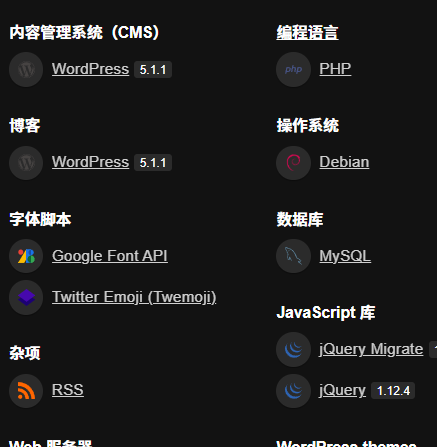 内容管理系统（CMS）
WordPress 5.1.1
博客
WordPress 5.1.1
字体脚本
Google Font API
Twitter Emoji (Twemoji)
杂项
RSS
Web 服务器
编程语言
php PHP
操作系统
Debian
数据库
MySQL
JavaScript 库
jQuery Migrate
jQuery 1.12.4
WordPress themes